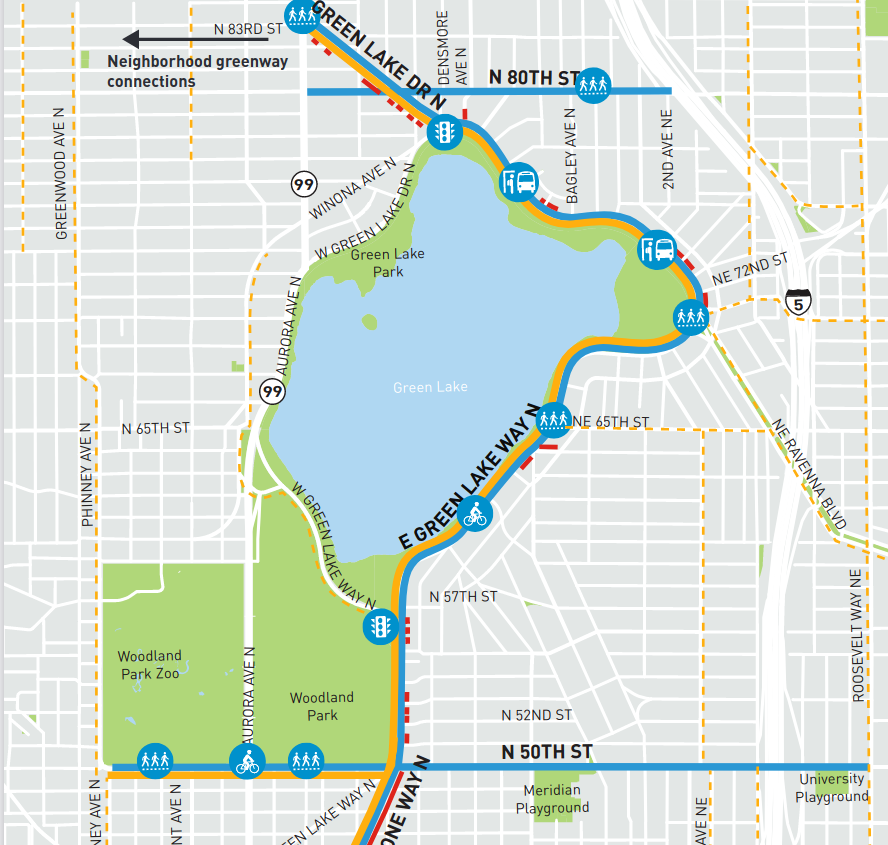 N 83RD ST
GREEN LAKE DR N
DENSMORE
AVE N
Neighborhood greenway
connections
N 80TH ST
GREENWOOD AVE N
BAGLEY AVE N
2ND AVE NE
99
WINONA AVE N
W GREEN LAKE DR N
Green Lake
Park
NE 72ND ST
5
AURORA AVE N
Green Lake
99
N 65TH ST
NE 65TH ST
PHINNEY AVE N
E GREEN LAKE WAY N
NE RAVENNA BLVD
W GREEN LAKE WAY N
N 57TH ST
ROOSEVELT WAY NE
Woodland
Park Zoo
AURORA AVE N
Woodland
Park
N 52ND ST
N 50TH ST
Meridian
Playground
University
Playground
NEY AVE N
NT AVE N
EEN LAKE WAY N
ONE WAY N
AVE NE